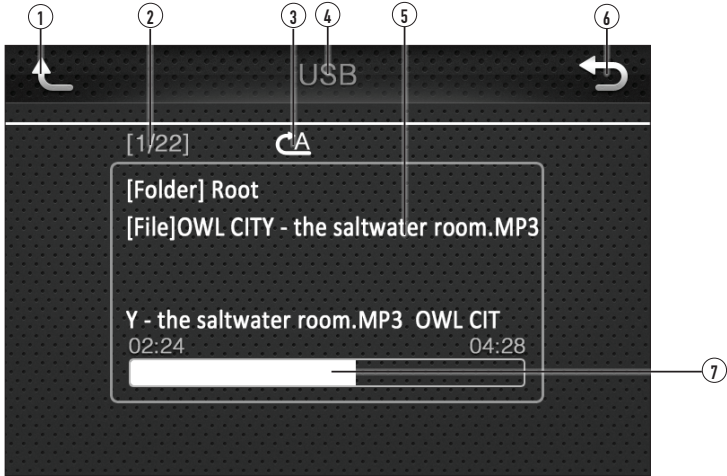 1 2 3 4 5 6
USB
[1/22] A
[Folder] Root
[File]OWL CITY - the saltwater room.MP3
Y - the saltwater room.MP3 OWL CIT
02:24 04:28
7